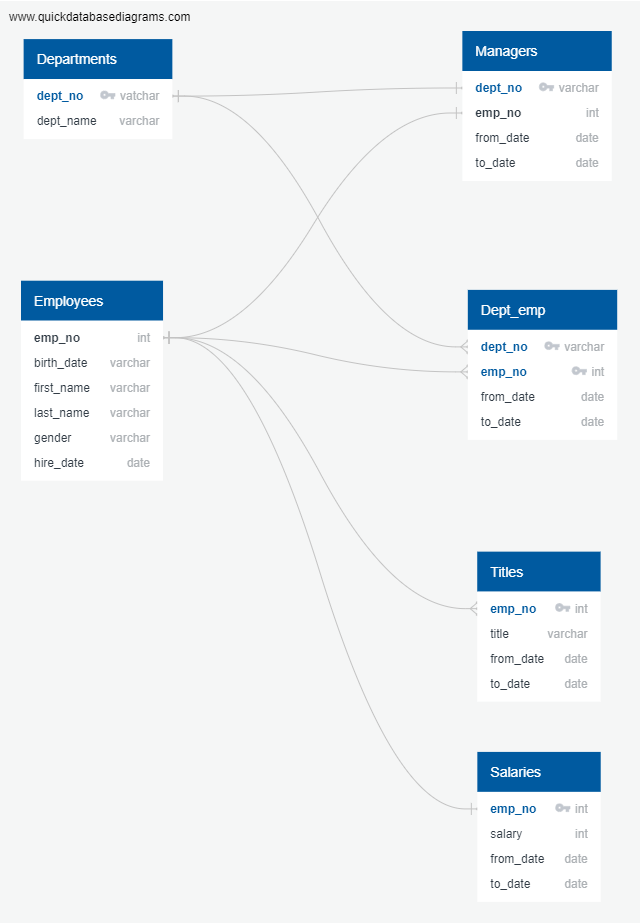 www.quickdatabasediagrams.com
Departments
dept_no vatchar
dept_name varchar
Managers
dept_no varchar
emp_no int
from_date date
to_date date
Employees
emp_no int
birth_date varchar
first_name varchar
last_name varchar
gender varchar
hire_date date
Dept_emp
dept_no varchar
emp_no int
from_date date
to_date date
Titles
emp_no int
title varchar
from_date date
to_date date
Salaries
emp_no int
salary int
from_date date
to_date date